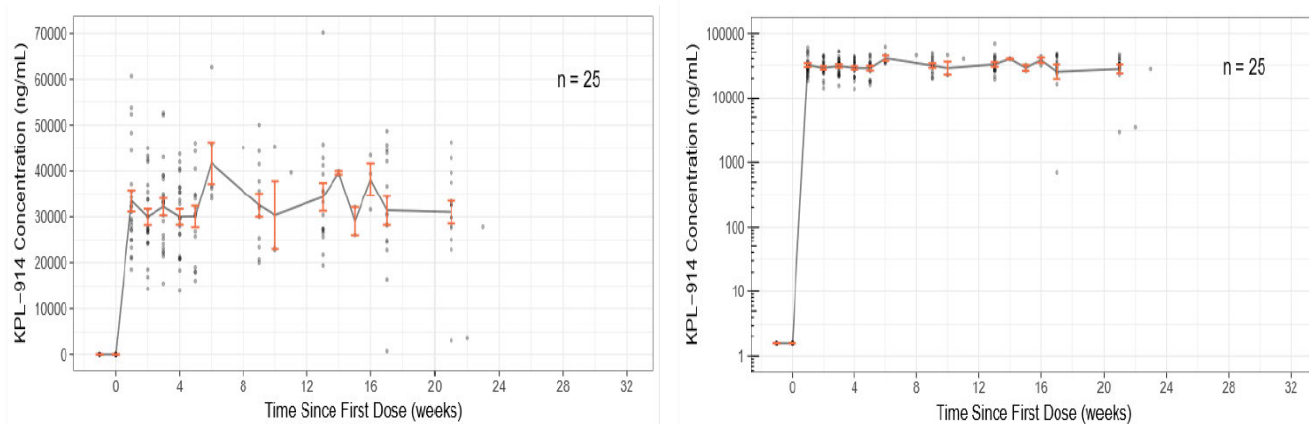 KPL-914 Concentration (ng/mL)
70000
60000
50000
40000
30000
20000
10000
0
n = 25
0 4 8 12 16 20 24 28 32
Time Since First Dose (weeks)
KPL-914 Concentration (ng/mL)
100000
10000
1000
100
10
1
n = 25
0 4 8 12 16 20 24 28 32
Time Since First Dose (weeks)